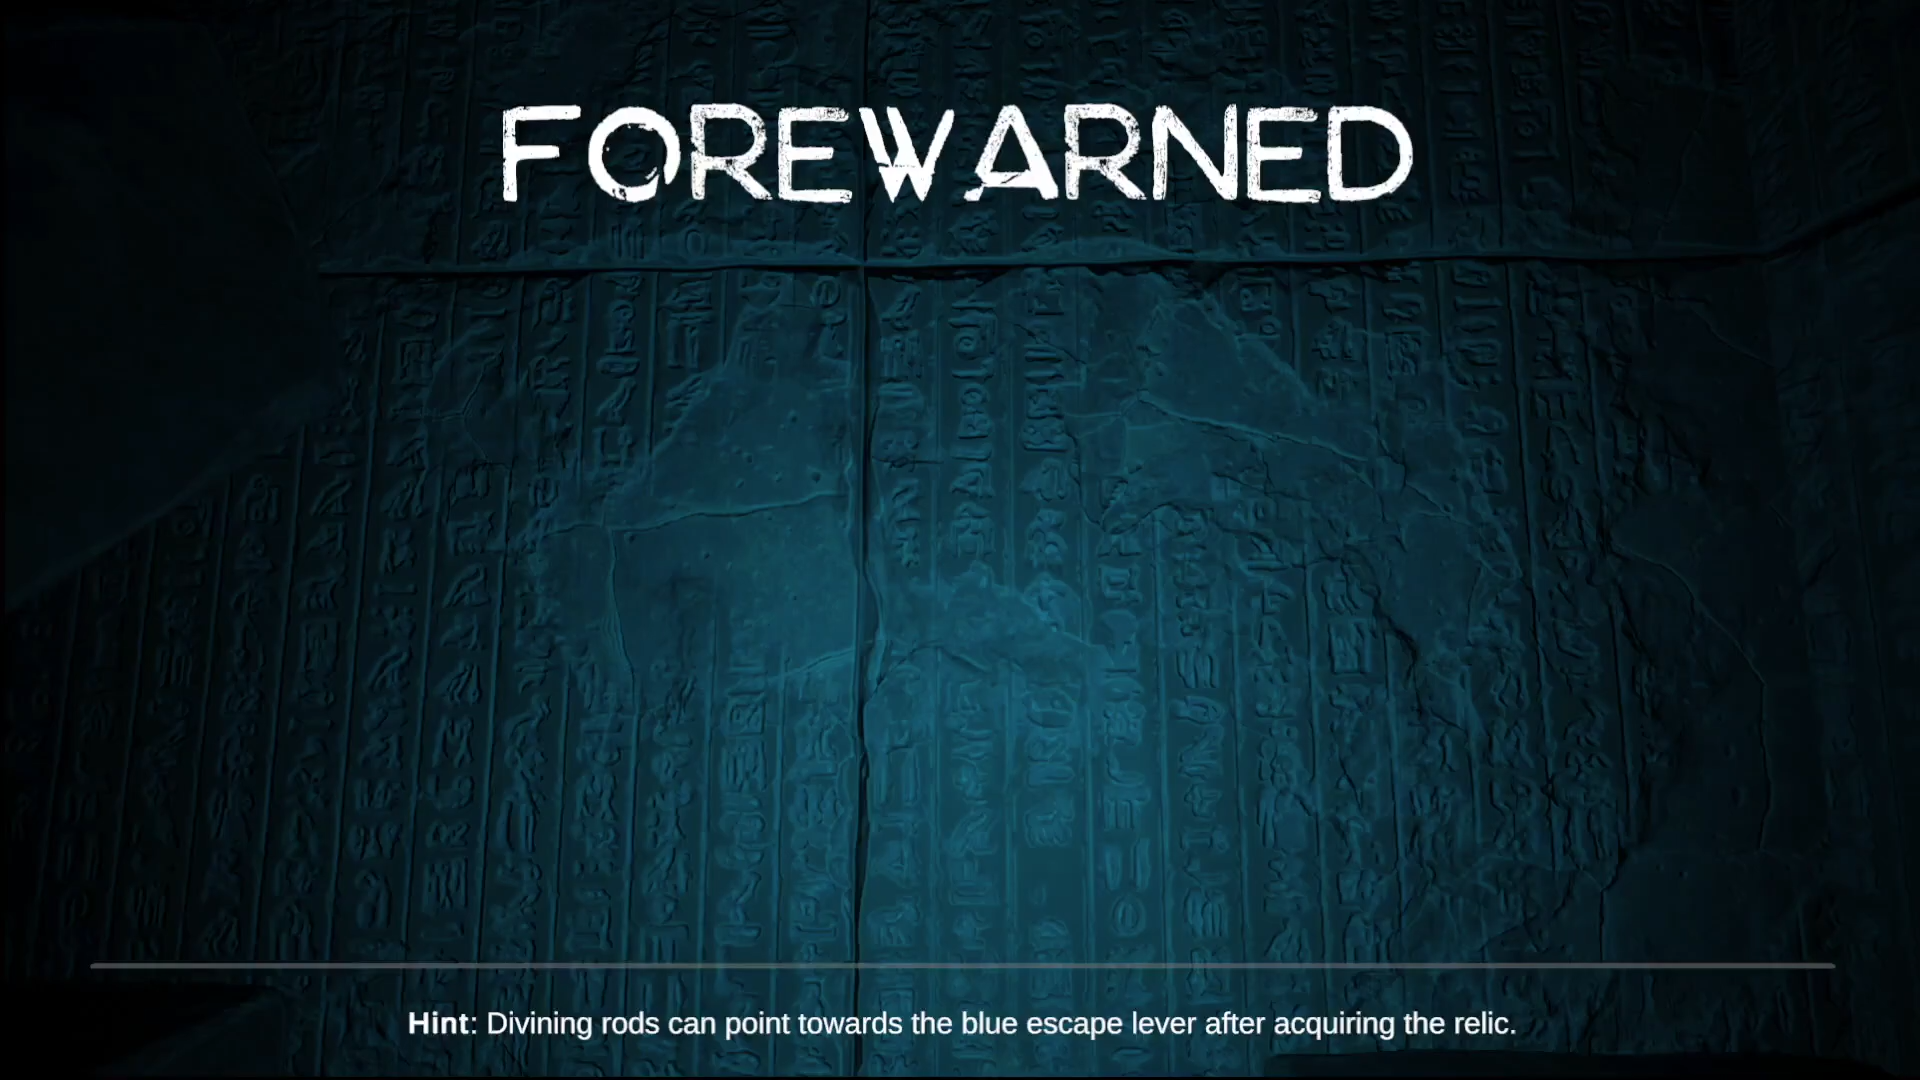 FOREWARNED
Hint: Divining rods can point towards the blue escape lever after acquiring the relic.